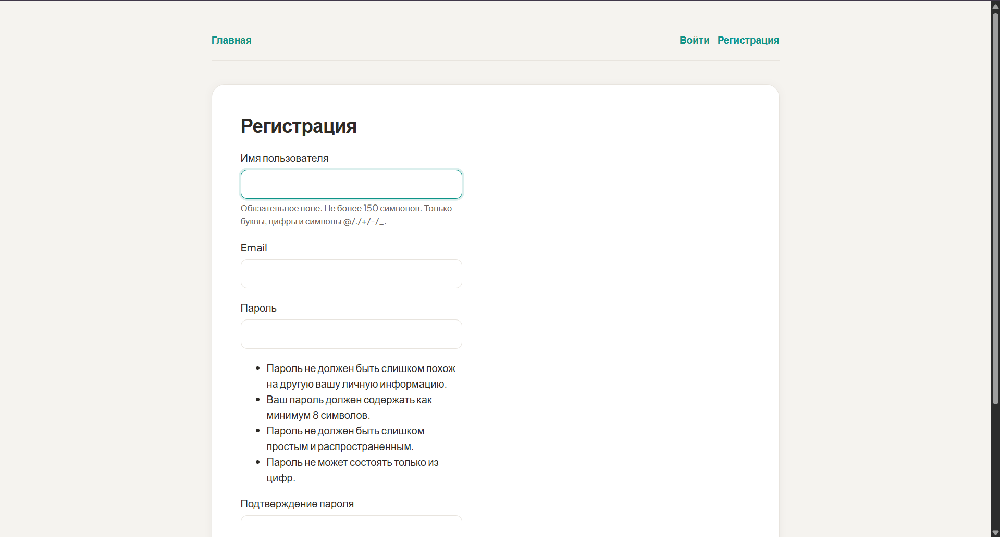 Главная
Войти Регистрация
Регистрация
Имя пользователя
Обязательное поле. Не более 150 символов. Только
буквы, цифры и символы @/./+/-/_.
Email
Пароль
Пароль не должен быть слишком похож
на другую вашу личную информацию.
Ваш пароль должен содержать как
минимум 8 символов.
Пароль не должен быть слишком
простым и распространенным.
Пароль не может состоять только из
цифр.
Подтверждение пароля